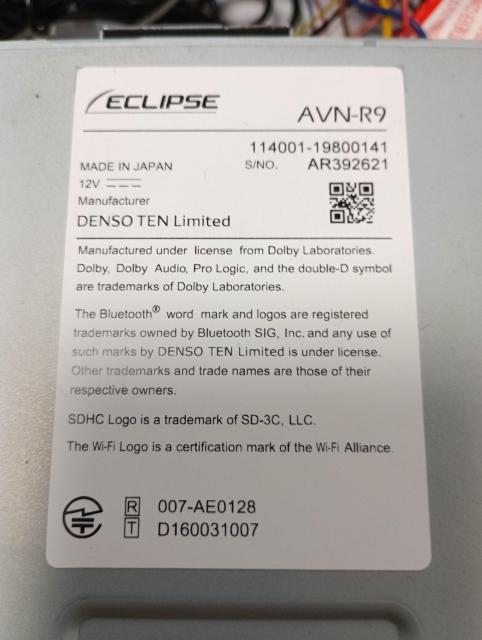 ECLIPSE
AVN-R9
114001-19800141
MADE IN JAPAN S/NO. AR392621
12V
Manufacturer
DENSO TEN Limited
Manufactured under license from Dolby Laboratories.
Dolby, Dolby Audio, Pro Logic, and the double-D symbol
are trademarks of Dolby Laboratories.
The Bluetooth® word mark and logos are registered
trademarks owned by Bluetooth SIG, Inc. and any use of
such marks by DENSO TEN Limited is under license.
Other trademarks and trade names are those of their
respective owners.
SDHC Logo is a trademark of SD-3C, LLC.
The Wi-Fi Logo is a certification mark of the Wi-Fi Alliance.
R 007-AE0128
T D160031007